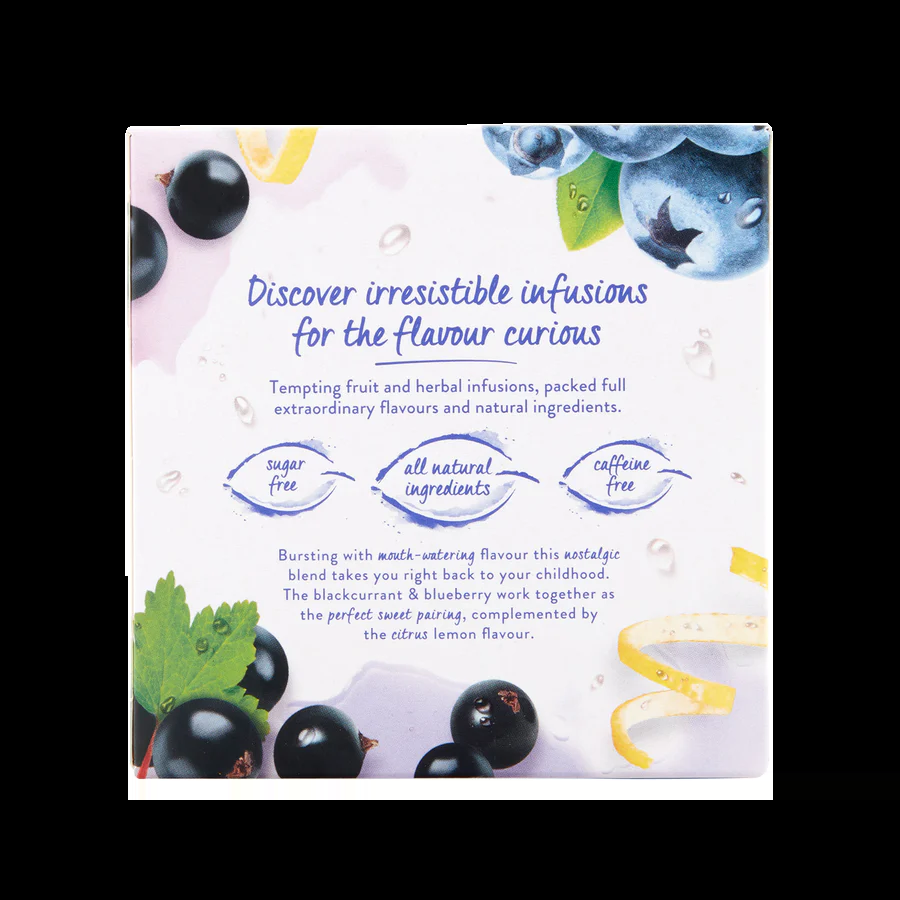 Discover irresistible infusions
for the flavour curious
Tempting fruit and herbal infusions, packed full
extraordinary flavours and natural ingredients.
sugar
free
all natural
ingredients
caffeine
free
Bursting with mouth-watering flavour this nostalgic
blend takes you right back to your childhood.
The blackcurrant & blueberry work together as
the perfect sweet pairing, complemented by
the citrus lemon flavour.